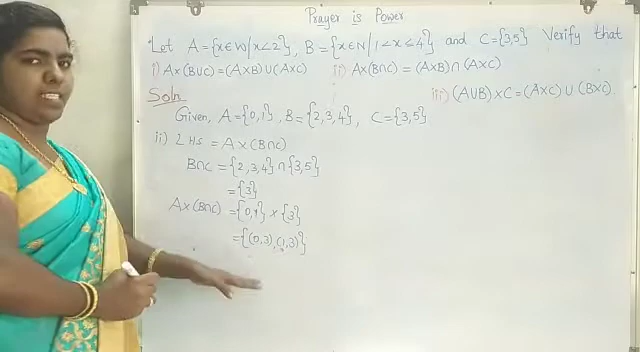 Prayer is Power
Let A = {x∈W/x<2}, B = {x∈N/1<x≤4} and C = {3,5} Verify that
i) A×(B∪C) = (A×B)∪(A×C) ii) A×(B∩C) = (A×B)∩(A×C)
iii) (A∪B)×C = (A×C)∪(B×C)
Soln
Given, A = {0,1}, B = {2,3,4}, C = {3,5}
ii) LHS = A×(B∩C)
B∩C = {2,3,4}∩{3,5}
= {3}
A×(B∩C) = {0,1}×{3}
= {(0,3),(1,3)}